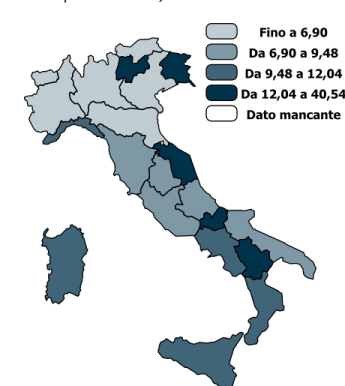 Fino a 6,90
Da 6,90 a 9,48
Da 9,48 a 12,04
Da 12,04 a 40,54
Dato mancante